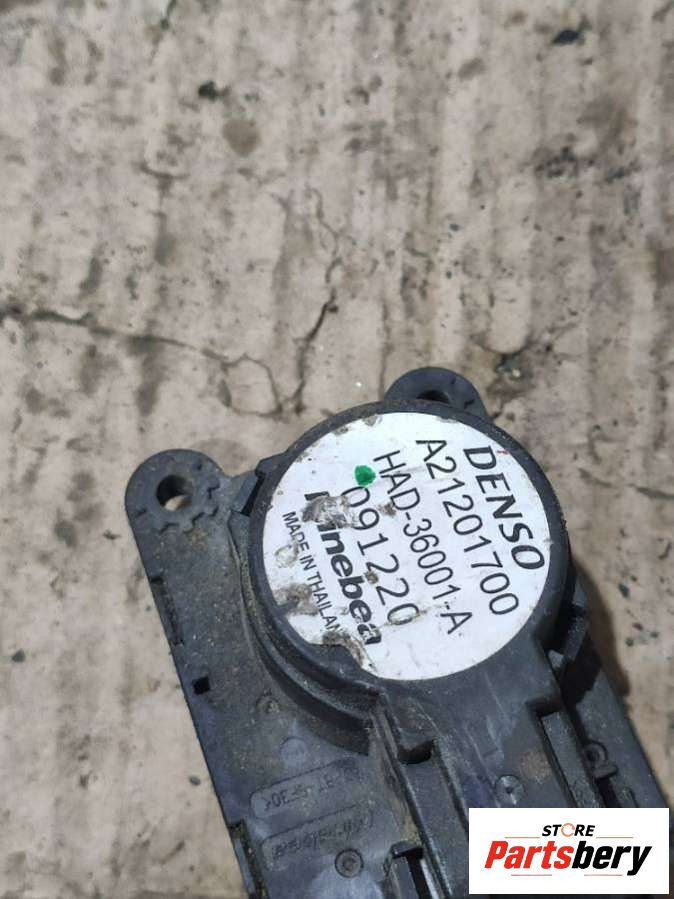 DENSO
A21201700
HAD-36001-A
091220
Minebea
MADE IN THAILAND
STORE
Partsbery